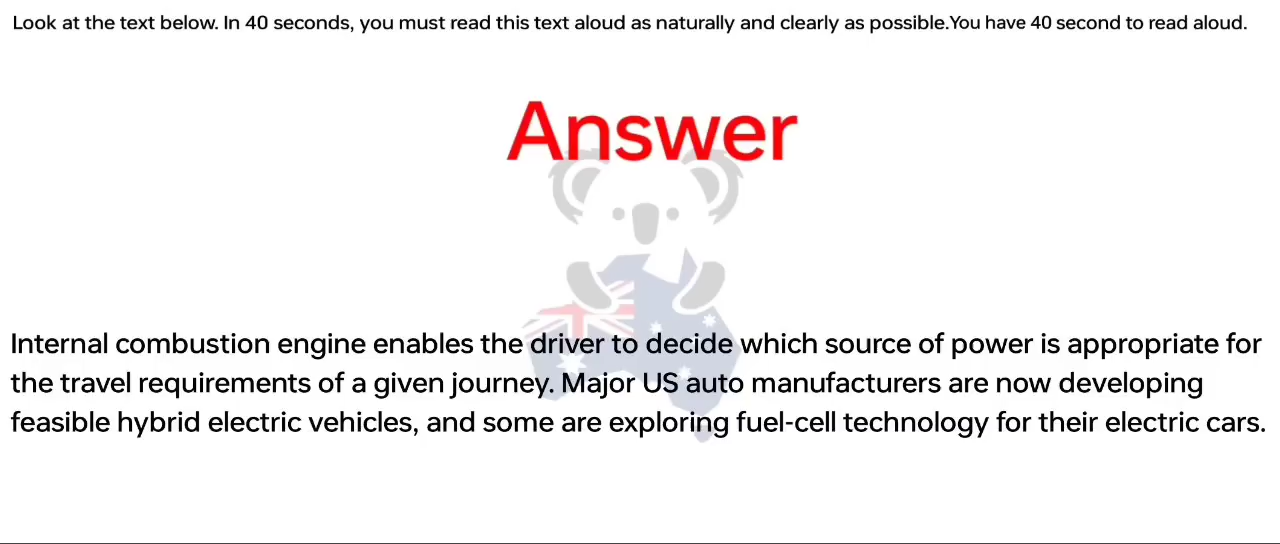 Look at the text below. In 40 seconds, you must read this text aloud as naturally and clearly as possible.You have 40 second to read aloud.
Answer
Internal combustion engine enables the driver to decide which source of power is appropriate for
the travel requirements of a given journey. Major US auto manufacturers are now developing
feasible hybrid electric vehicles, and some are exploring fuel-cell technology for their electric cars.